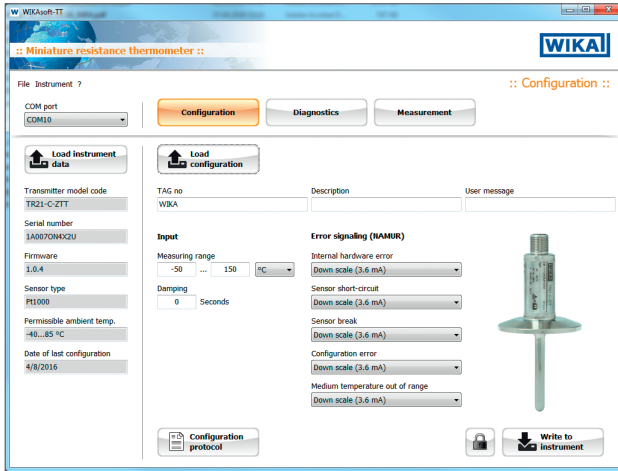 WIKAsoft-TT
:: Miniature resistance thermometer ::
WIKA
File Instrument ?
:: Configuration ::
COM port
COM10
Configuration
Diagnostics
Measurement
Load instrument
data
Load
configuration
Transmitter model code
TR21-C-ZTT
TAG no
WIKA
Description
User message
Serial number
1A007ON4X2U
Input
Error signaling (NAMUR)
Firmware
1.0.4
Measuring range
-50 ... 150 °C
Internal hardware error
Down scale (3.6 mA)
Sensor type
Pt1000
Damping
0 Seconds
Sensor short-circuit
Down scale (3.6 mA)
Permissible ambient temp.
-40...85 °C
Sensor break
Down scale (3.6 mA)
Date of last configuration
4/8/2016
Configuration error
Down scale (3.6 mA)
Medium temperature out of range
Down scale (3.6 mA)
Configuration
protocol
Write to
instrument